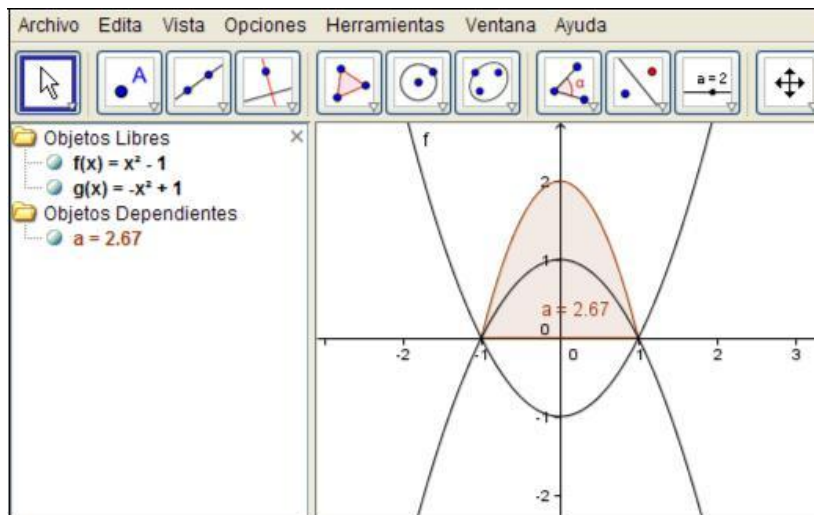 Archivo Edita Vista Opciones Herramientas Ventana Ayuda
A
α
a = 2
Objetos Libres
f(x) = x² - 1
g(x) = -x² + 1
Objetos Dependientes
a = 2.67
f
2
1
a = 2.67
0
-2 -1 0 1 2 3
-1
-2